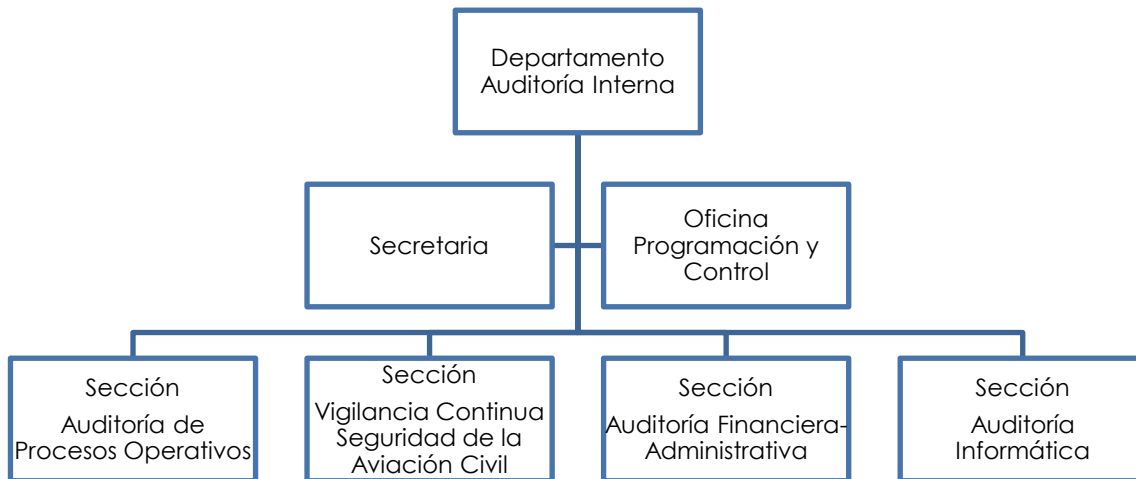 Departamento
Auditoría Interna
Secretaria
Oficina
Programación y
Control
Sección
Auditoría de
Procesos Operativos
Sección
Vigilancia Continua
Seguridad de la
Aviación Civil
Sección
Auditoría Financiera-
Administrativa
Sección
Auditoría
Informática